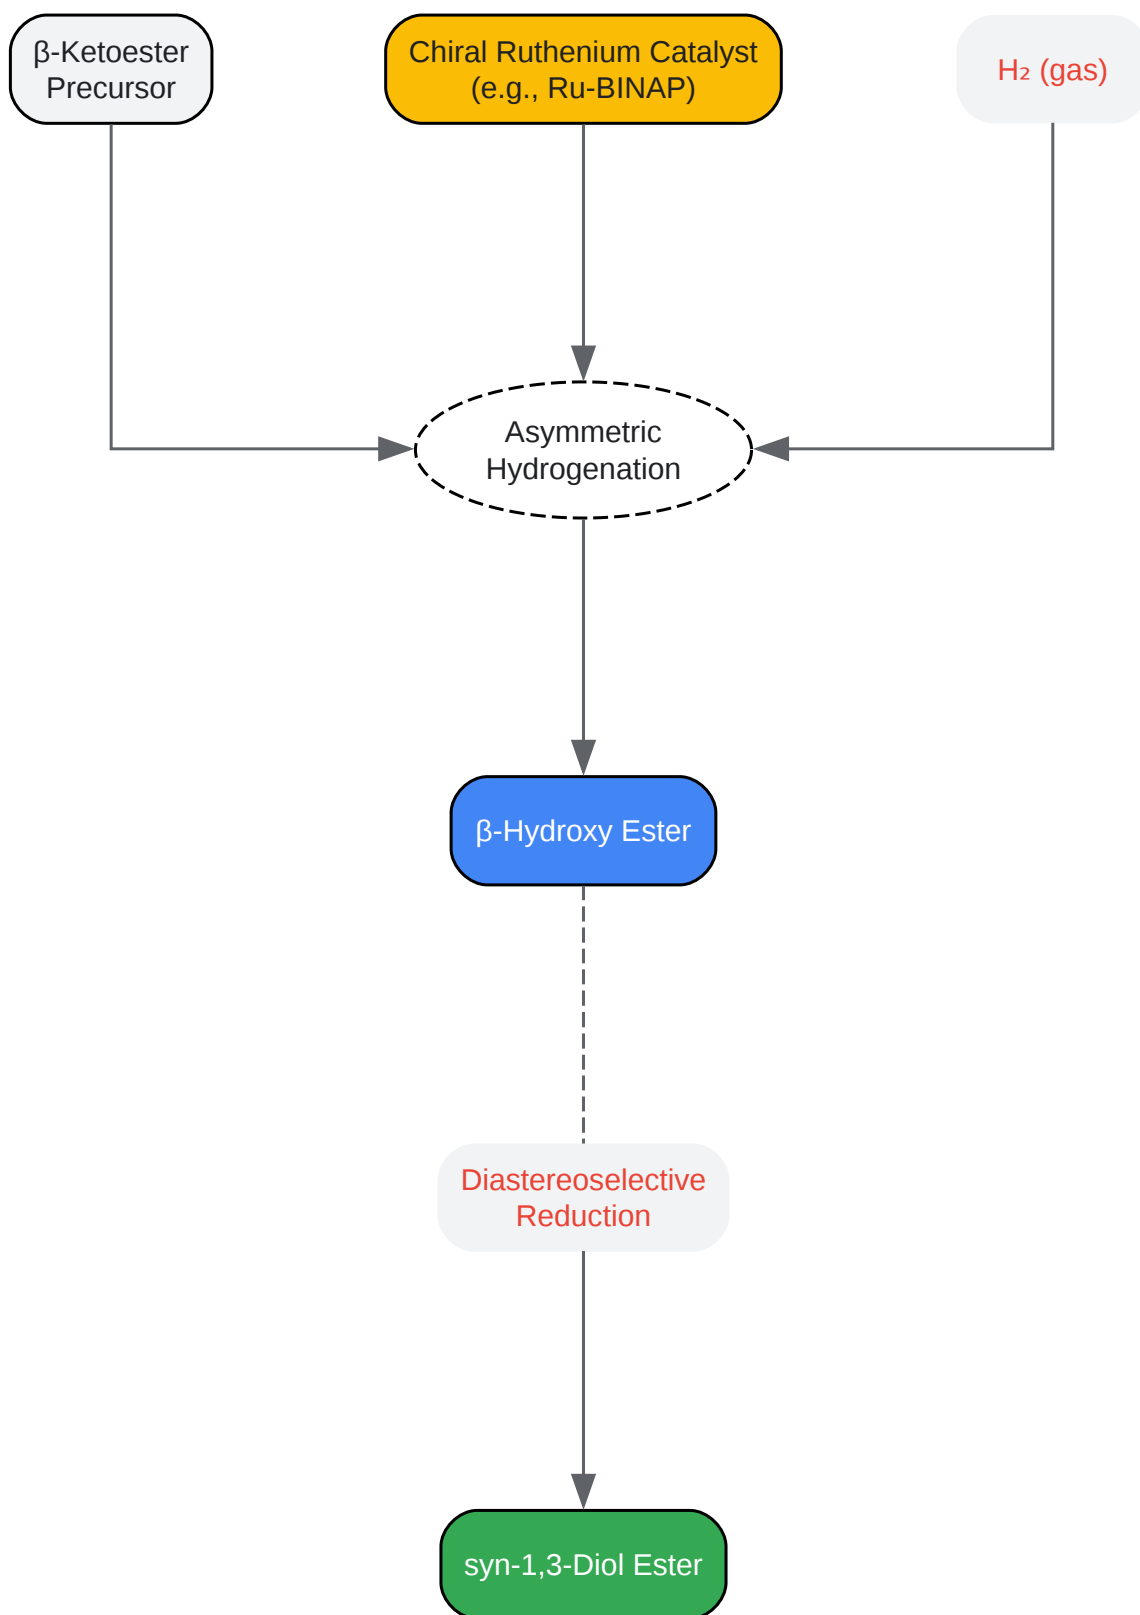 β-Ketoester
Precursor
Chiral Ruthenium Catalyst
(e.g., Ru-BINAP)
H₂ (gas)
Asymmetric
Hydrogenation
β-Hydroxy Ester
Diastereoselective
Reduction
syn-1,3-Diol Ester